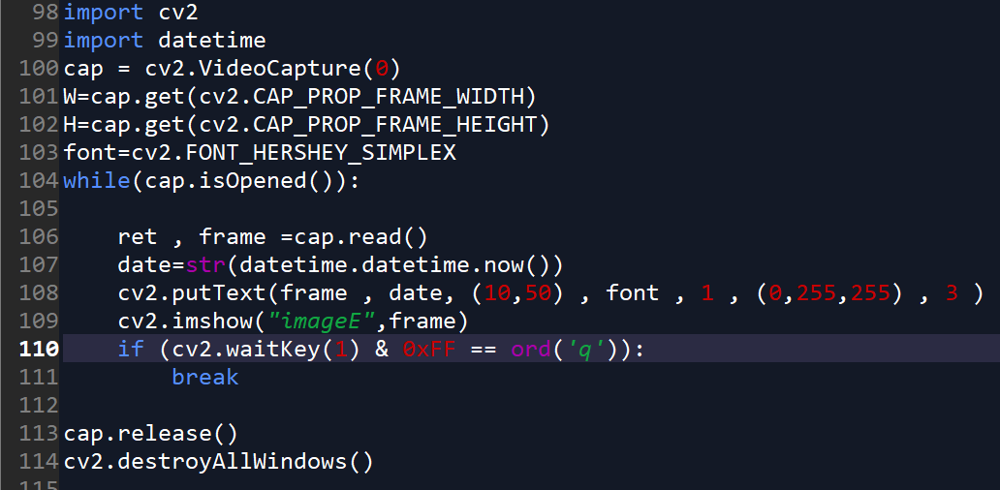 98 import cv2
99 import datetime
100 cap = cv2.VideoCapture(0)
101 W=cap.get(cv2.CAP_PROP_FRAME_WIDTH)
102 H=cap.get(cv2.CAP_PROP_FRAME_HEIGHT)
103 font=cv2.FONT_HERSHEY_SIMPLEX
104 while(cap.isOpened()):
105
106     ret , frame =cap.read()
107     date=str(datetime.datetime.now())
108     cv2.putText(frame , date, (10,50) , font , 1 , (0,255,255) , 3 )
109     cv2.imshow("imageE",frame)
110     if (cv2.waitKey(1) & 0xFF == ord('q')):
111         break
112
113 cap.release()
114 cv2.destroyAllWindows()
115